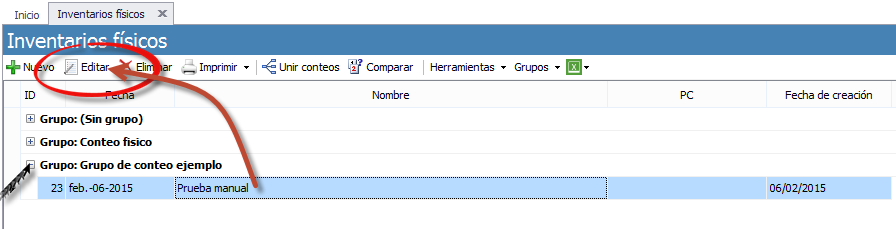 Inicio Inventarios físicos
Inventarios físicos
Nuevo Editar Eliminar Imprimir Unir conteos Comparar Herramientas Grupos
ID Fecha Nombre PC Fecha de creación
Grupo: (Sin grupo)
Grupo: Conteo fisico
Grupo: Grupo de conteo ejemplo
23 feb.-06-2015 Prueba manual 06/02/2015